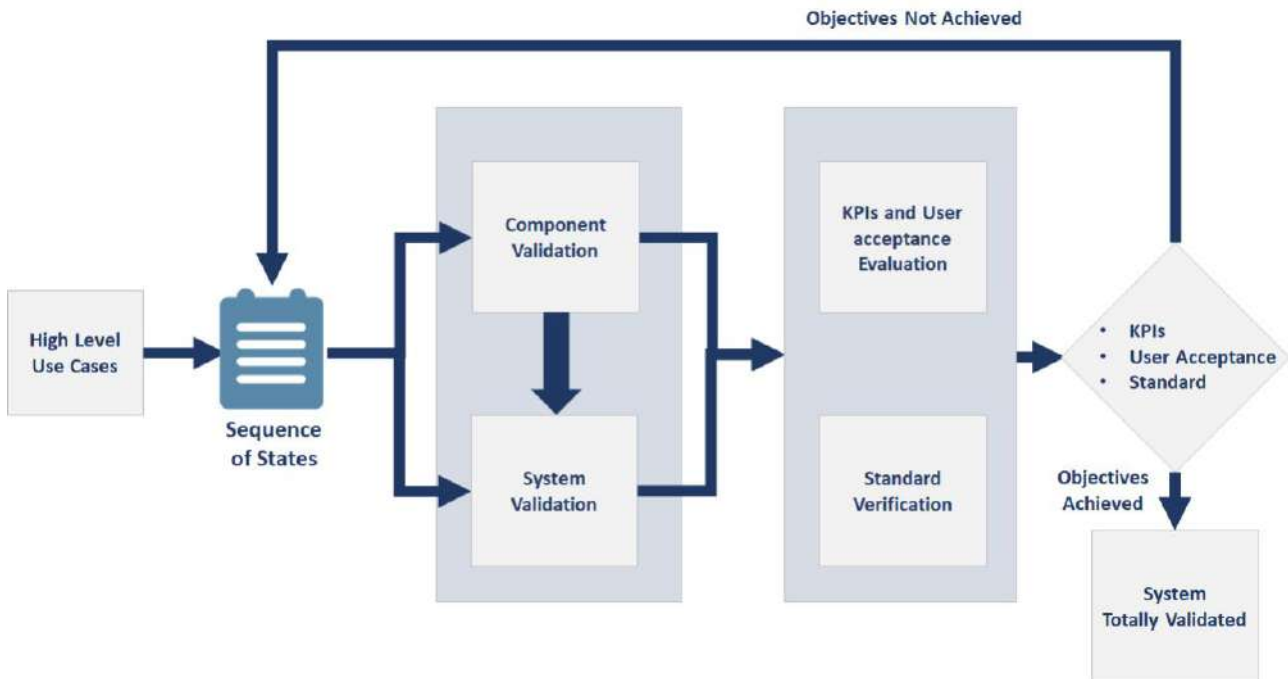 Objectives Not Achieved
High Level
Use Cases
Sequence
of States
Component
Validation
System
Validation
KPIs and User
acceptance
Evaluation
Standard
Verification
• KPIs
• User Acceptance
• Standard
Objectives
Achieved
System
Totally Validated